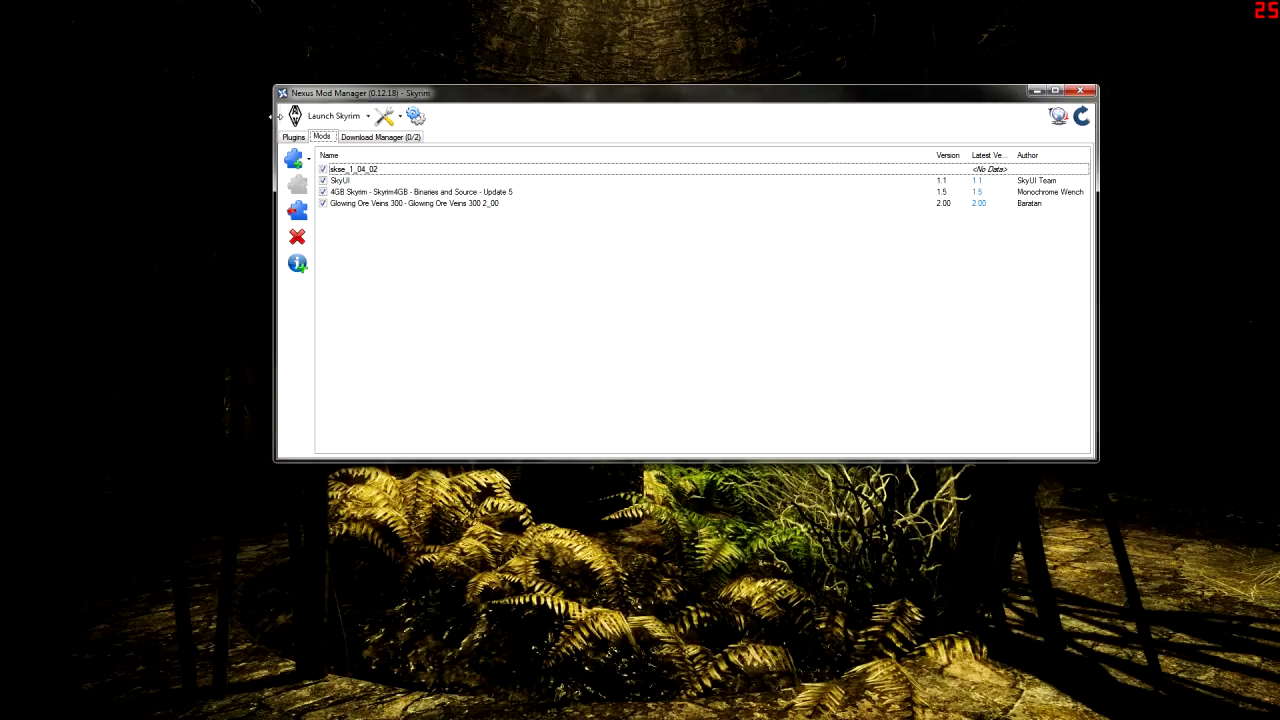 25
Nexus Mod Manager (0.12.18) - Skyrim
Launch Skyrim
Plugins Mods Download Manager (0/2)
Name Version Latest Ve... Author
skse_1_04_02 <No Data>
SkyUI 1.1 1.1 SkyUI Team
4GB Skyrim - Skyrim4GB - Binaries and Source - Update 5 1.5 1.5 Monochrome Wench
Glowing Ore Veins 300 - Glowing Ore Veins 300 2_00 2.00 2.00 Baratan